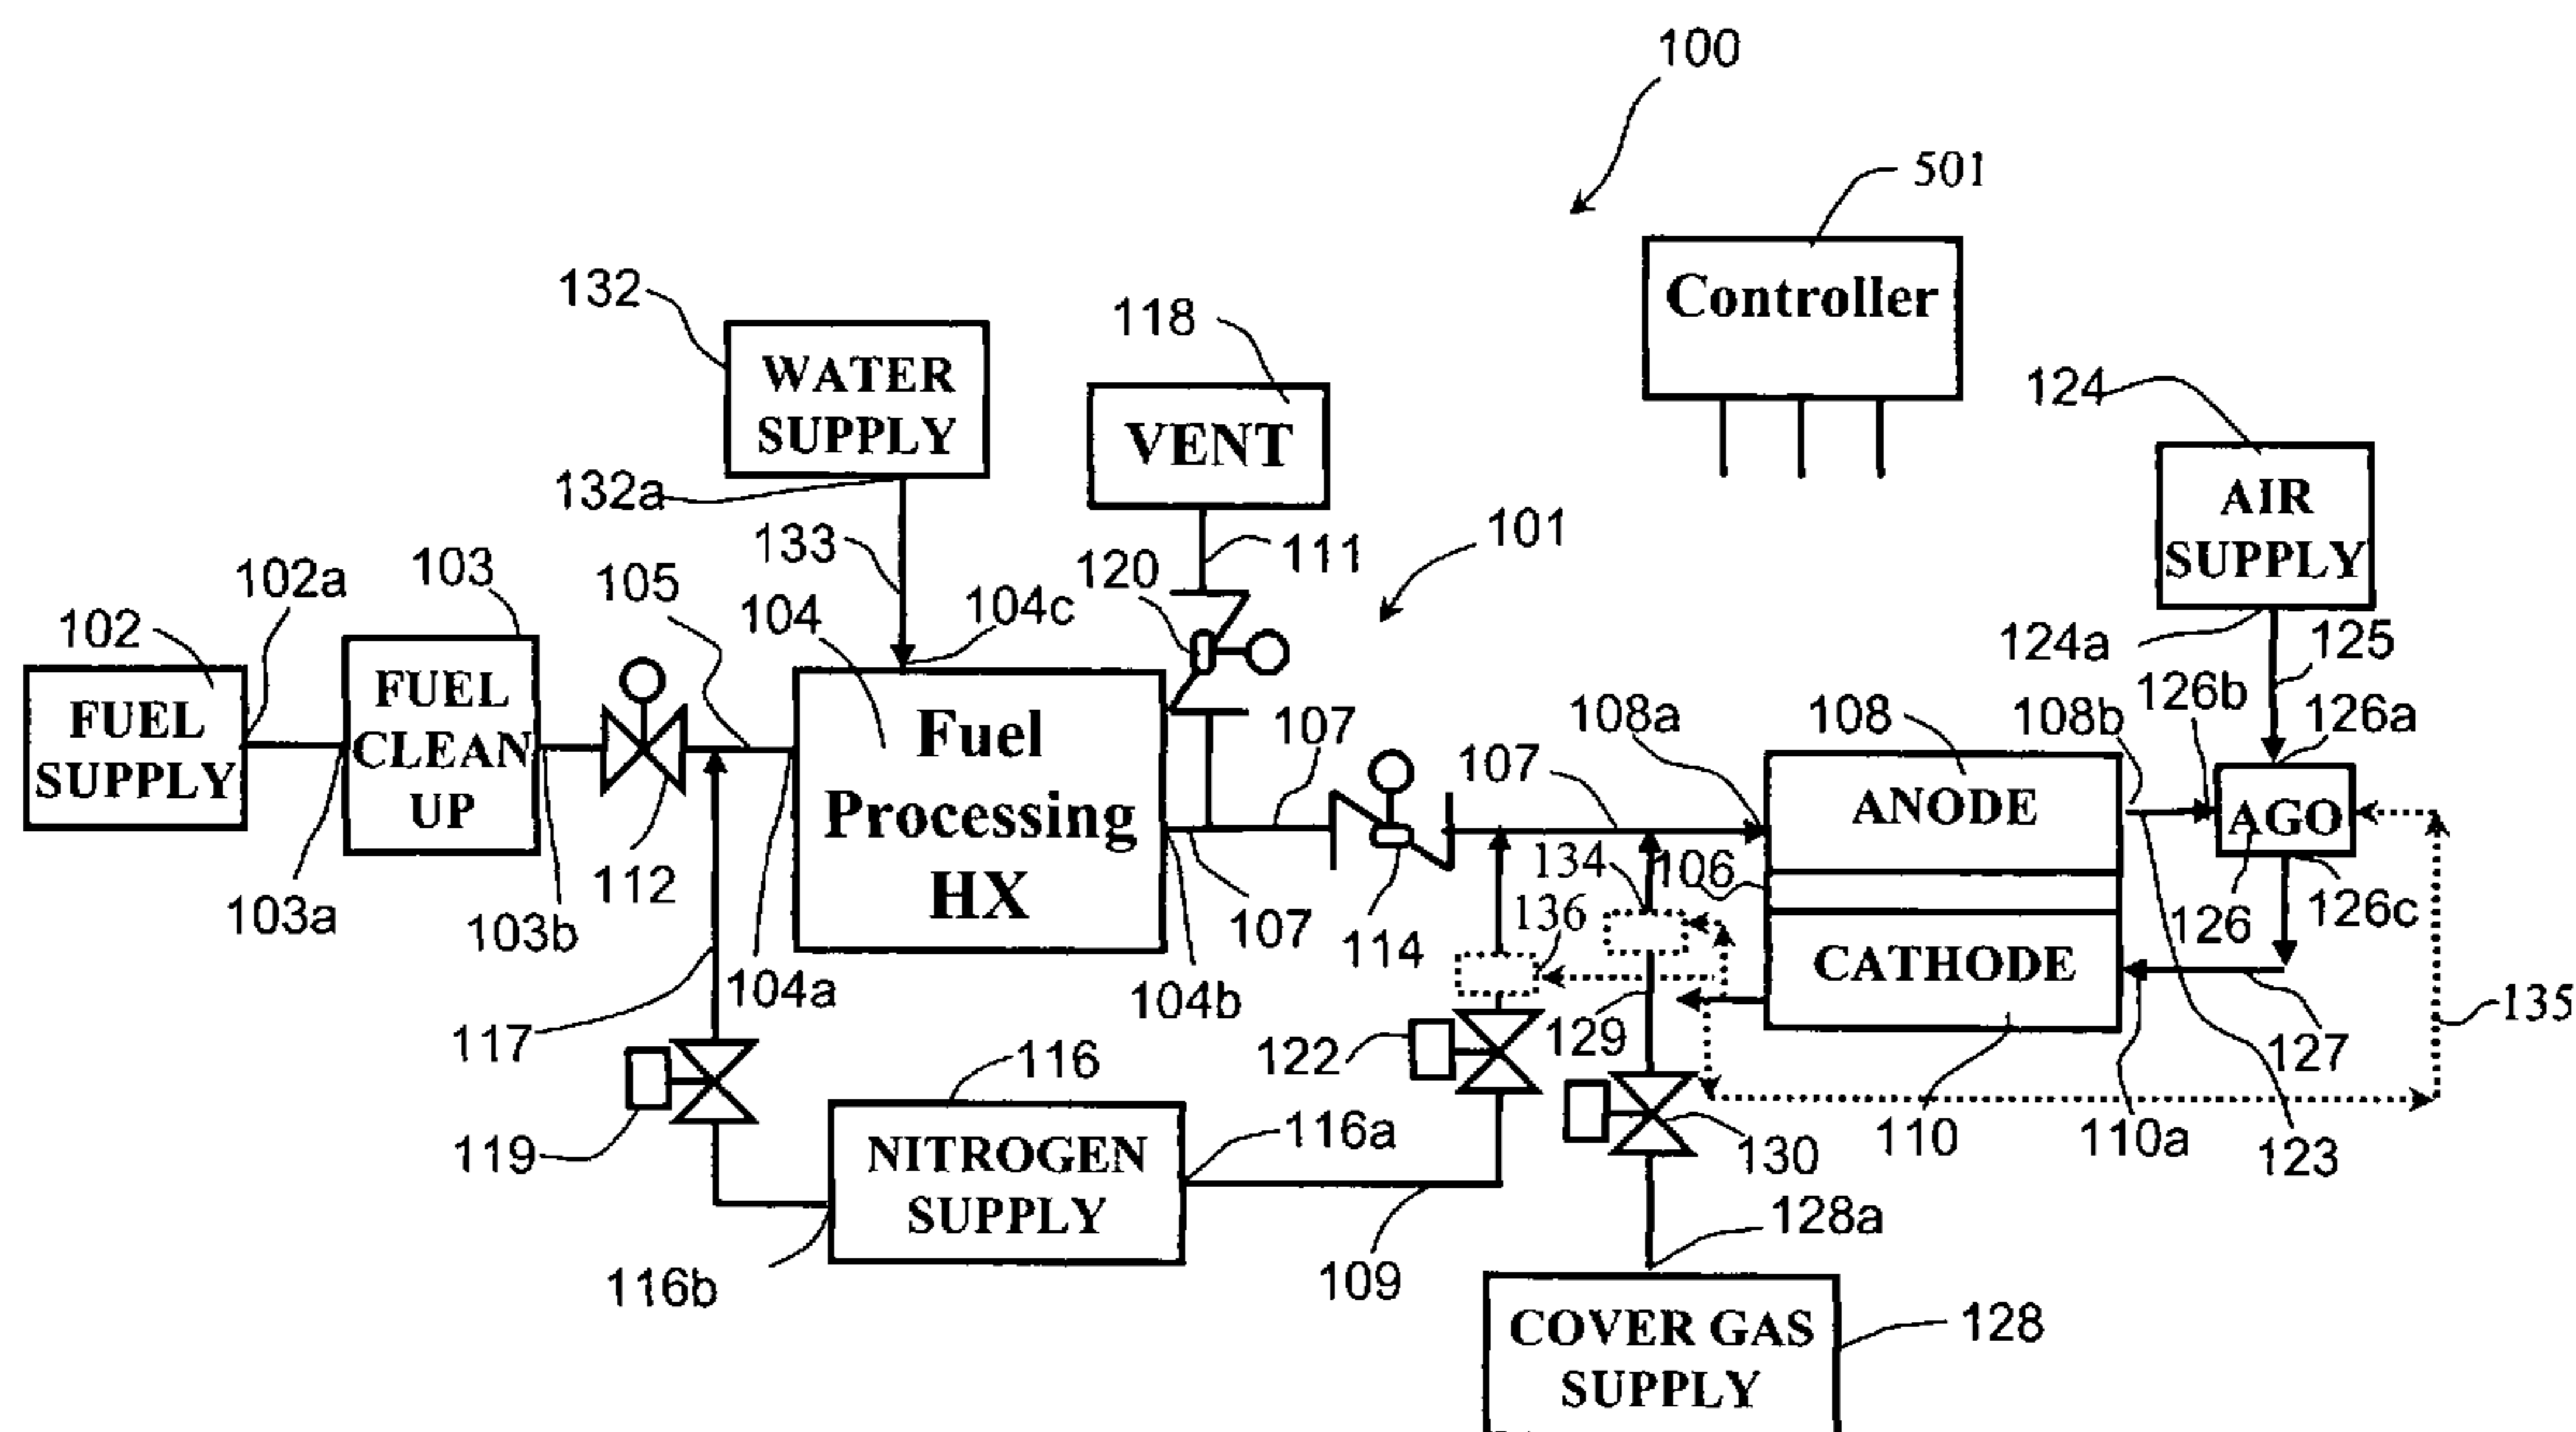 100
501
Controller
132
118
124
WATER
SUPPLY
VENT
AIR
SUPPLY
132a
133
111
101
120
102a
103
105
104
104c
124a
125
102
126b
FUEL
SUPPLY
FUEL
CLEAN
UP
Fuel
Processing
HX
107
107
108a
108
108b
126a
ANODE
AGO
134
106
136
103a
103b
112
104a
107
104b
114
126
126c
CATHODE
117
116
122
129
127
135
119
NITROGEN
SUPPLY
116a
130
110
110a
123
116b
109
128a
COVER GAS
SUPPLY
128